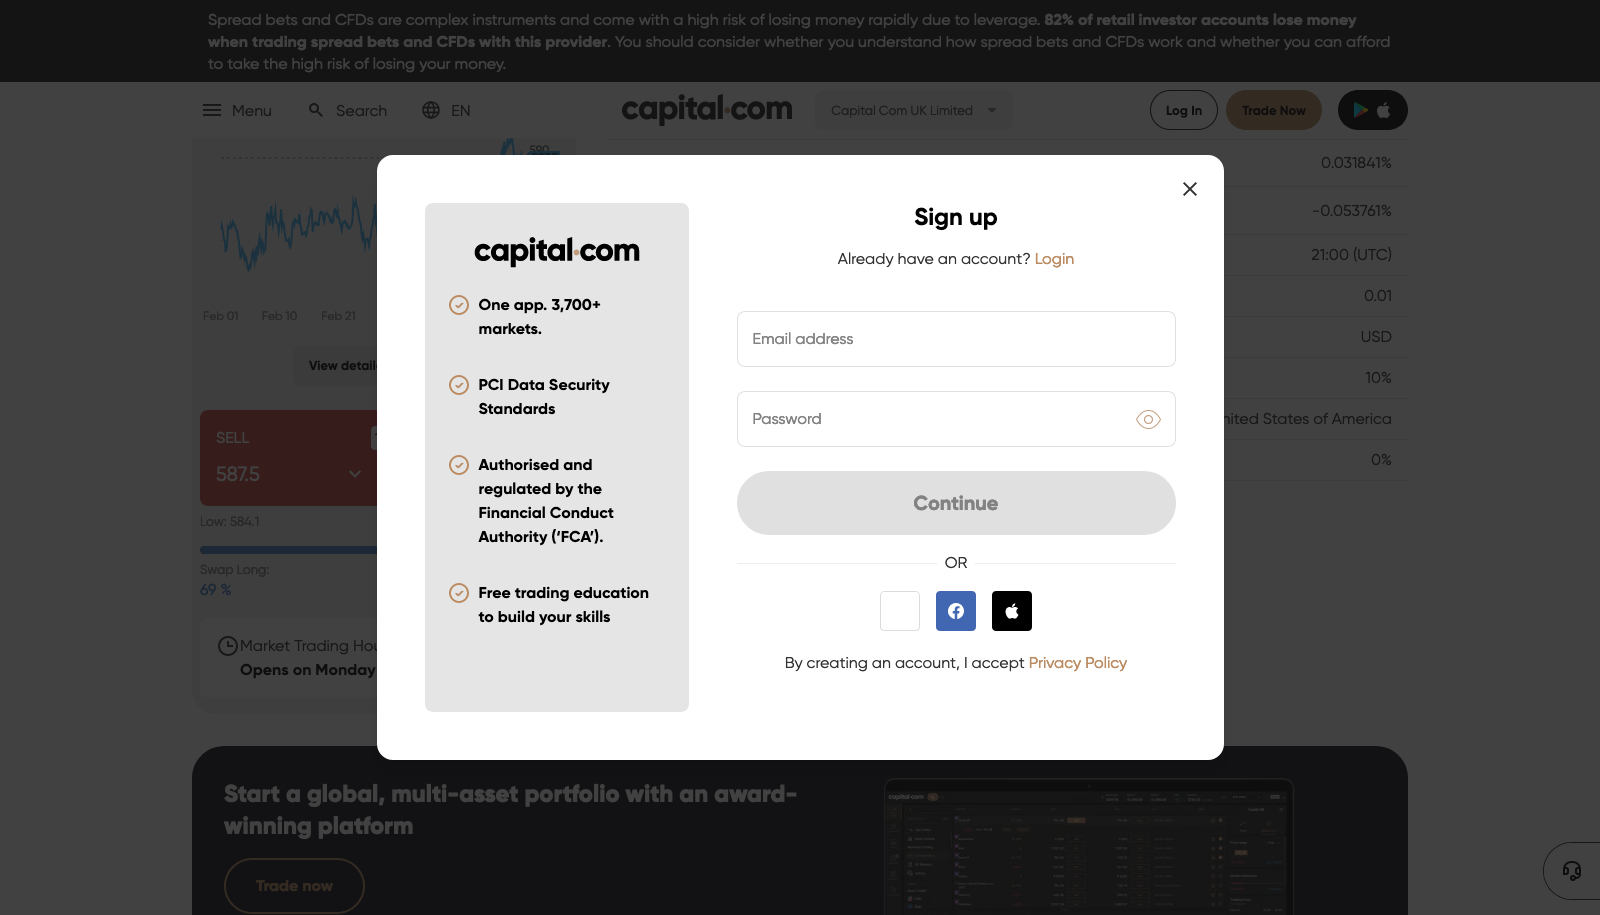 Spread bets and CFDs are complex instruments and come with a high risk of losing money rapidly due to leverage. 82% of retail investor accounts lose money
when trading spread bets and CFDs with this provider. You should consider whether you understand how spread bets and CFDs work and whether you can afford
to take the high risk of losing your money.
Menu
Search
EN
capital.com
Capital Com UK Limited
Log In
Trade Now
590
0.031841%
-0.053761%
21:00 (UTC)
0.01
USD
10%
United States of America
0%
Feb 01
Feb 10
Feb 21
SELL
587.5
Low: 584.1
Swap Long:
69 %
Opens on Monday
capital.com
One app. 3,700+
markets.
PCI Data Security
Standards
Authorised and
regulated by the
Financial Conduct
Authority (‘FCA’).
Free trading education
to build your skills
Sign up
Already have an account? Login
Email address
Password
Continue
OR
By creating an account, I accept Privacy Policy
Start a global, multi-asset portfolio with an award-
winning platform
Trade now
capital.com